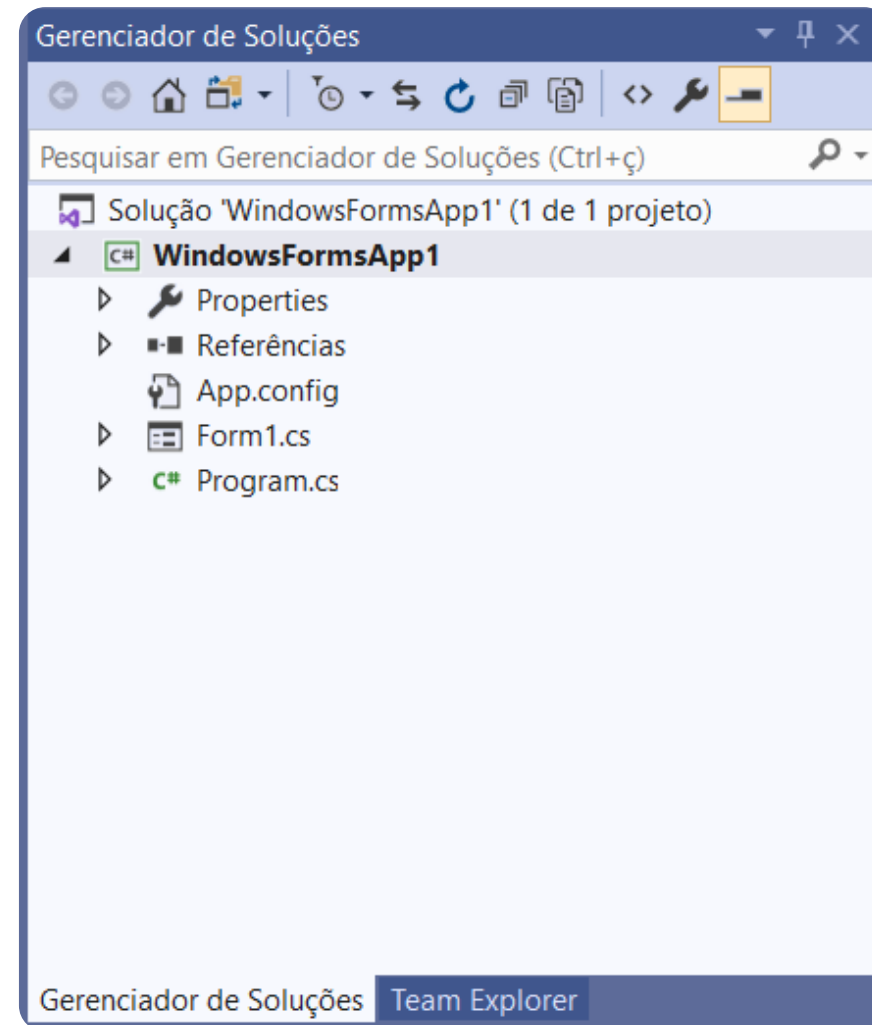 Gerenciador de Soluções
Pesquisar em Gerenciador de Soluções (Ctrl+ç)
Solução 'WindowsFormsApp1' (1 de 1 projeto)
C# WindowsFormsApp1
Properties
Referências
App.config
Form1.cs
C# Program.cs
Gerenciador de Soluções Team Explorer